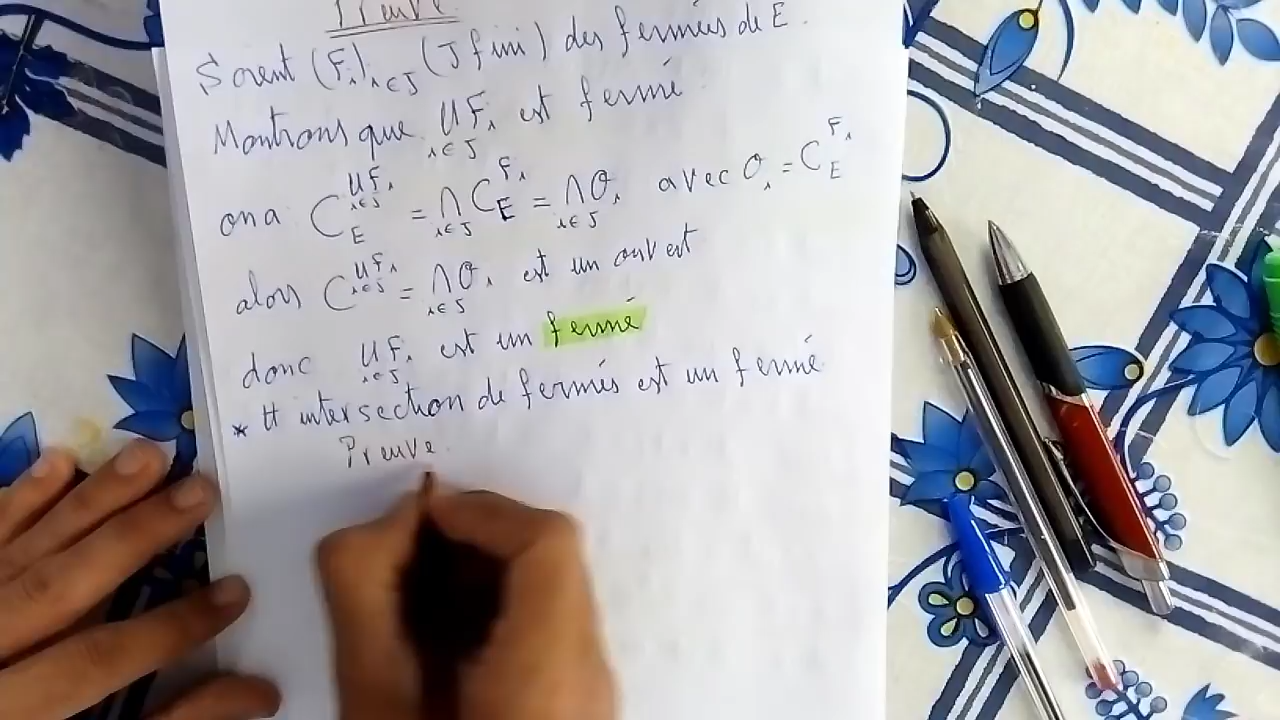 Preuve
Soient (Fᵢ)ᵢ∈J (J fini) des fermées de E.
Montrons que ∪Fᵢ est fermé
i∈J
on a C_E^{∪Fᵢ, i∈J} = ∩C_E^{Fᵢ} i∈J = ∩Oᵢ i∈J avec Oᵢ = C_E^{Fᵢ}
alors C^{∪Fᵢ, i∈J} = ∩Oᵢ i∈J est un ouvert
donc ∪Fᵢ i∈J est un fermé
* tt intersection de fermés est un fermé
Preuve.